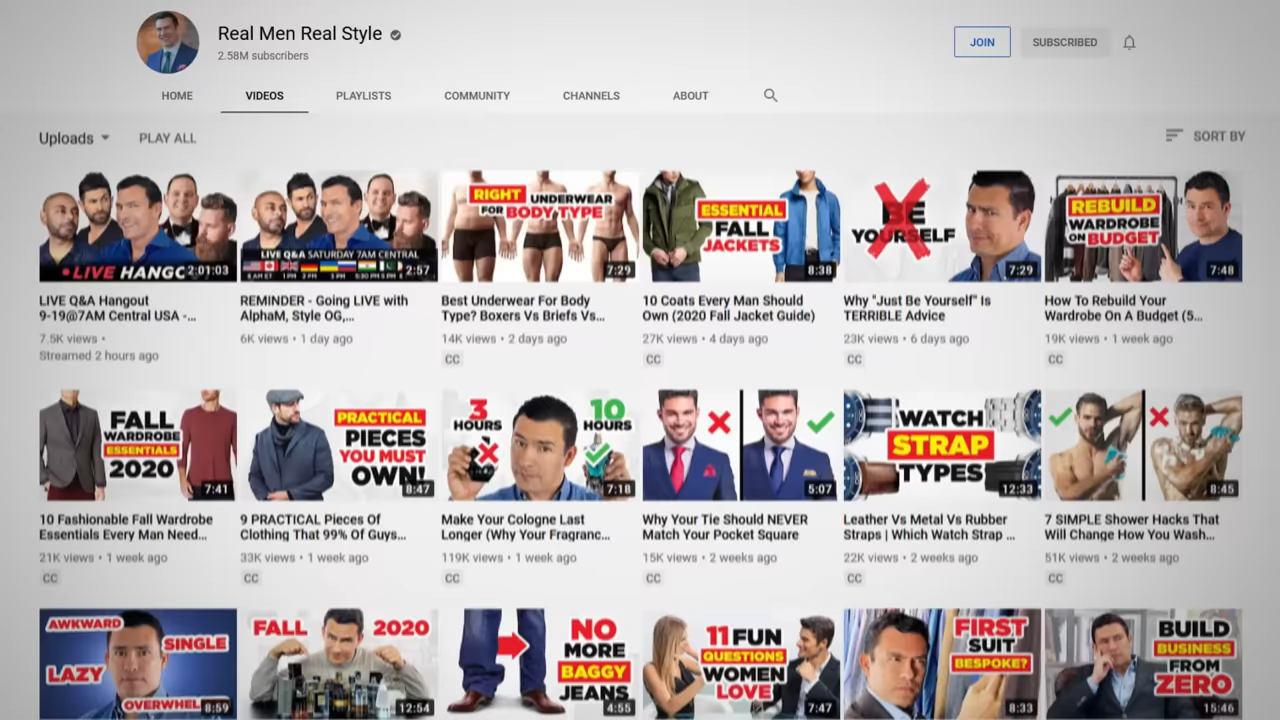 Real Men Real Style
2.58M subscribers
JOIN
SUBSCRIBED
HOME
VIDEOS
PLAYLISTS
COMMUNITY
CHANNELS
ABOUT
Uploads
PLAY ALL
SORT BY
LIVE HANGO
2:01:03
LIVE Q&A SATURDAY 7AM CENTRAL
2:57
RIGHT UNDERWEAR
FOR BODY TYPE
7:29
ESSENTIAL
FALL
JACKETS
8:38
BE
YOURSELF
7:29
REBUILD
WARDROBE
ON BUDGET
7:48
LIVE Q&A Hangout
9-19@7AM Central USA -...
7.5K views •
Streamed 2 hours ago
REMINDER - Going LIVE with
AlphaM, Style OG,...
6K views • 1 day ago
Best Underwear For Body
Type? Boxers Vs Briefs Vs...
14K views • 2 days ago
CC
10 Coats Every Man Should
Own (2020 Fall Jacket Guide)
27K views • 4 days ago
CC
Why "Just Be Yourself" Is
TERRIBLE Advice
23K views • 6 days ago
CC
How To Rebuild Your
Wardrobe On A Budget (5...
19K views • 1 week ago
CC
FALL
WARDROBE
ESSENTIALS
2020
7:41
PRACTICAL
PIECES
YOU MUST
OWN!
8:47
3
HOURS
10
HOURS
7:18
5:07
WATCH
STRAP
TYPES
12:33
8:45
10 Fashionable Fall Wardrobe
Essentials Every Man Need...
21K views • 1 week ago
CC
9 PRACTICAL Pieces Of
Clothing That 99% Of Guys...
33K views • 1 week ago
CC
Make Your Cologne Last
Longer (Why Your Fragranc...
119K views • 1 week ago
CC
Why Your Tie Should NEVER
Match Your Pocket Square
15K views • 2 weeks ago
CC
Leather Vs Metal Vs Rubber
Straps | Which Watch Strap ...
22K views • 2 weeks ago
CC
7 SIMPLE Shower Hacks That
Will Change How You Wash...
51K views • 2 weeks ago
CC
AWKWARD
SINGLE
LAZY
OVERWHEL
8:59
FALL 2020
12:54
NO
MORE
BAGGY
JEANS
4:55
11 FUN
QUESTIONS
WOMEN
LOVE
7:47
FIRST
SUIT
BESPOKE?
8:33
BUILD
BUSINESS
FROM
ZERO
15:46